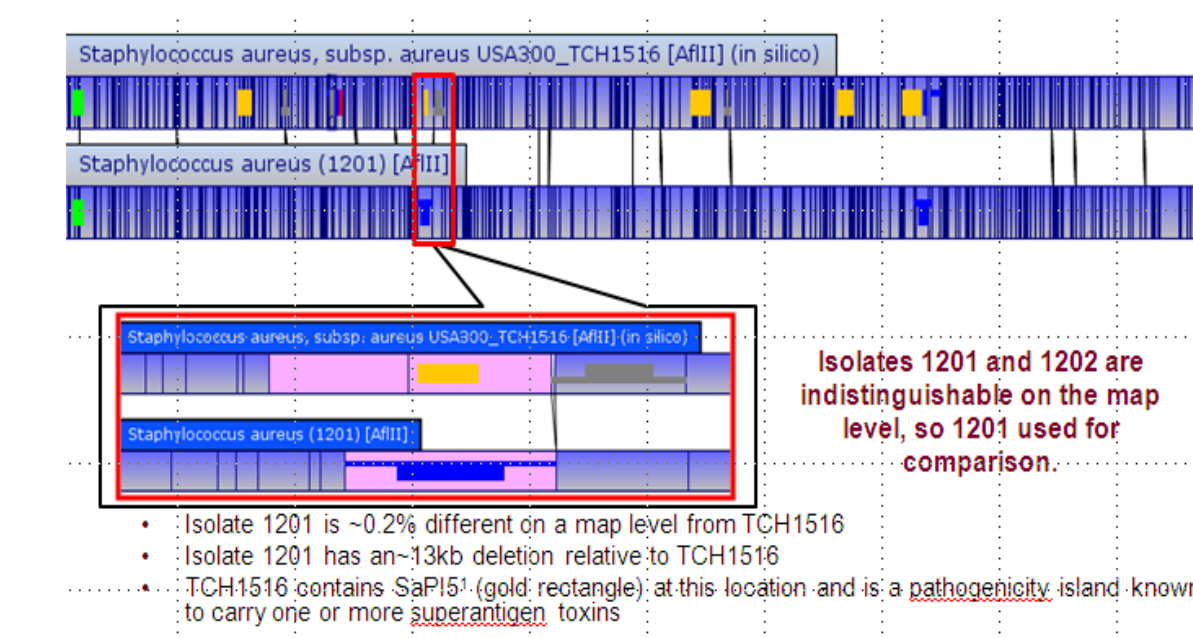 Staphylococcus aureus, subsp. aureus USA300_TCH1516 [AflII] (in silico)
Staphylococcus aureus (1201) [AflII]
Staphylococcus aureus, subsp. aureus USA300_TCH1516 [AflII] (in silico)
Staphylococcus aureus (1201) [AflII]
Isolates 1201 and 1202 are
indistinguishable on the map
level, so 1201 used for
comparison.
• Isolate 1201 is ~0.2% different on a map level from TCH1516
• Isolate 1201 has an~13kb deletion relative to TCH1516
• TCH1516 contains SaPI5¹ (gold rectangle) at this location and is a pathogenicity island known
to carry one or more superantigen toxins